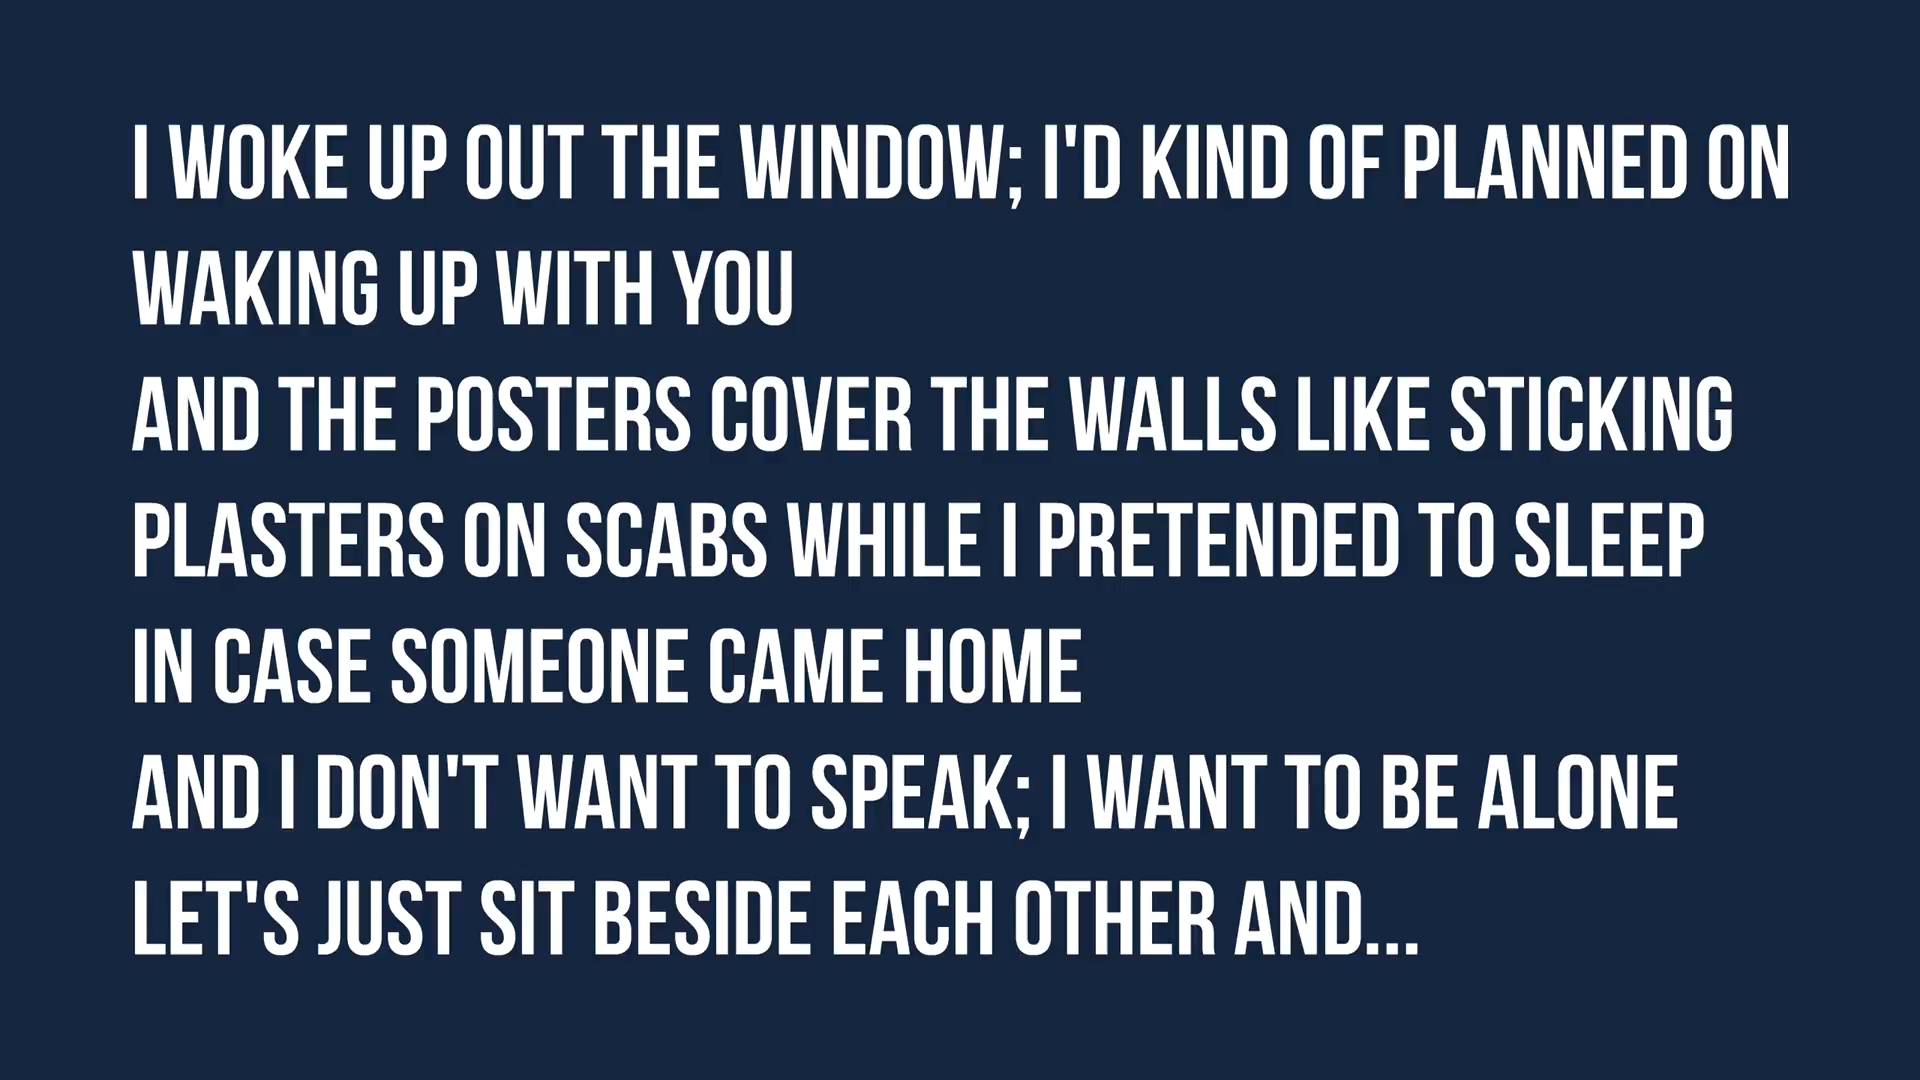 I WOKE UP OUT THE WINDOW; I'D KIND OF PLANNED ON
WAKING UP WITH YOU
AND THE POSTERS COVER THE WALLS LIKE STICKING
PLASTERS ON SCABS WHILE I PRETENDED TO SLEEP
IN CASE SOMEONE CAME HOME
AND I DON'T WANT TO SPEAK; I WANT TO BE ALONE
LET'S JUST SIT BESIDE EACH OTHER AND...